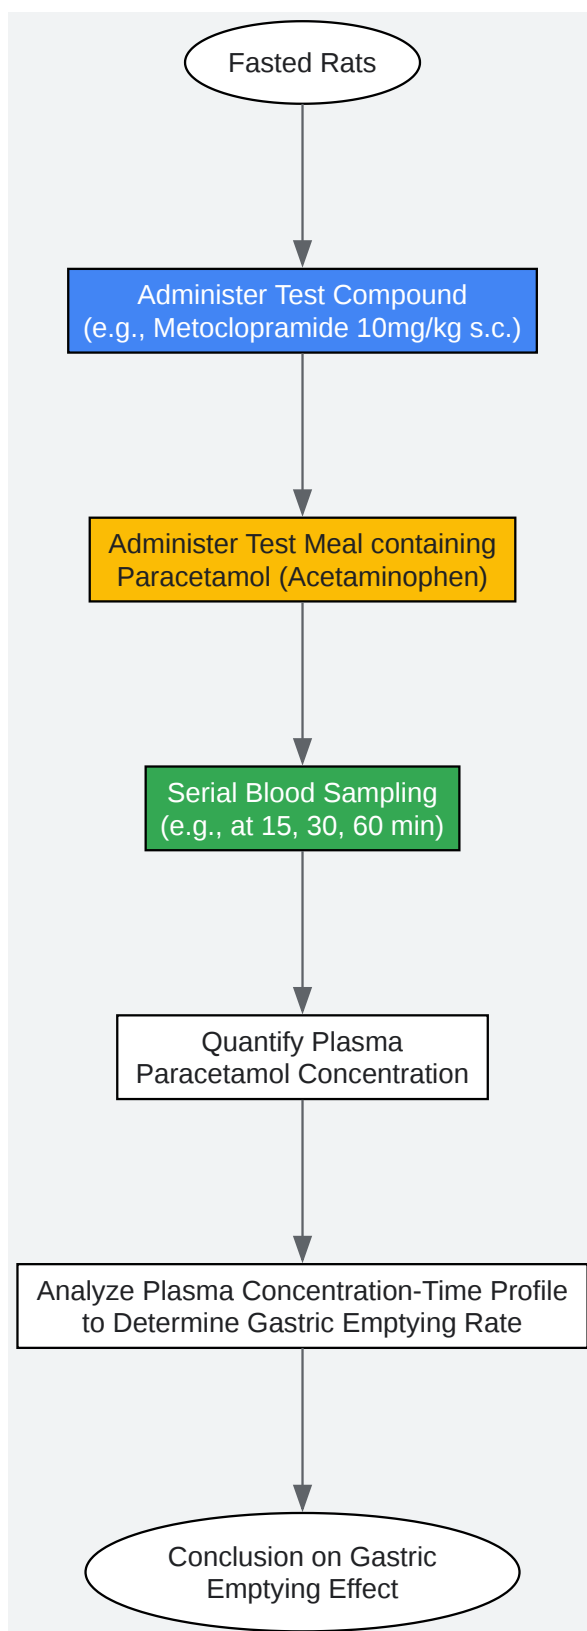 Fasted Rats
Administer Test Compound
(e.g., Metoclopramide 10mg/kg s.c.)
Administer Test Meal containing
Paracetamol (Acetaminophen)
Serial Blood Sampling
(e.g., at 15, 30, 60 min)
Quantify Plasma
Paracetamol Concentration
Analyze Plasma Concentration-Time Profile
to Determine Gastric Emptying Rate
Conclusion on Gastric
Emptying Effect